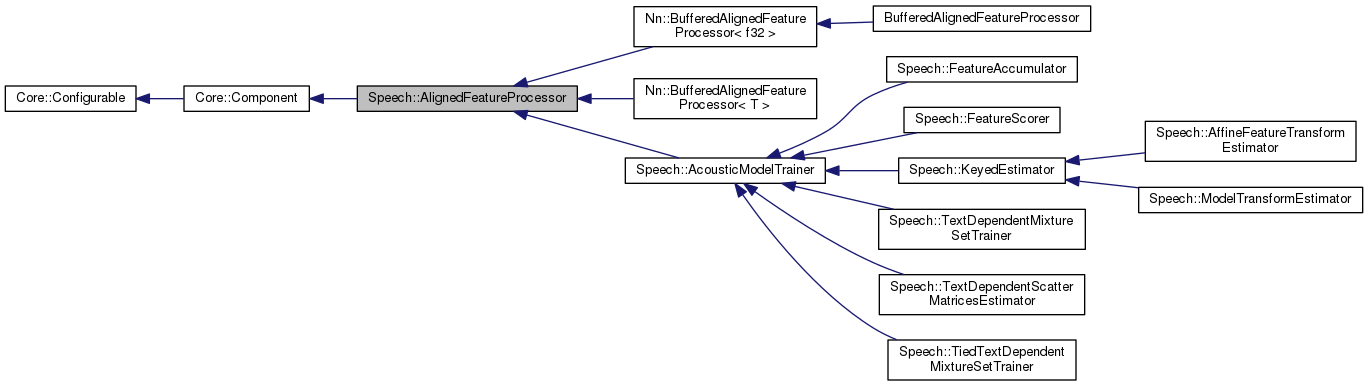 Core::Configurable
Core::Component
Speech::AlignedFeatureProcessor
Nn::BufferedAlignedFeature
Processor< f32 >
Nn::BufferedAlignedFeature
Processor< T >
Speech::AcousticModelTrainer
BufferedAlignedFeatureProcessor
Speech::FeatureAccumulator
Speech::FeatureScorer
Speech::KeyedEstimator
Speech::TextDependentMixture
SetTrainer
Speech::TextDependentScatter
MatricesEstimator
Speech::TiedTextDependent
MixtureSetTrainer
Speech::AffineFeatureTransform
Estimator
Speech::ModelTransformEstimator